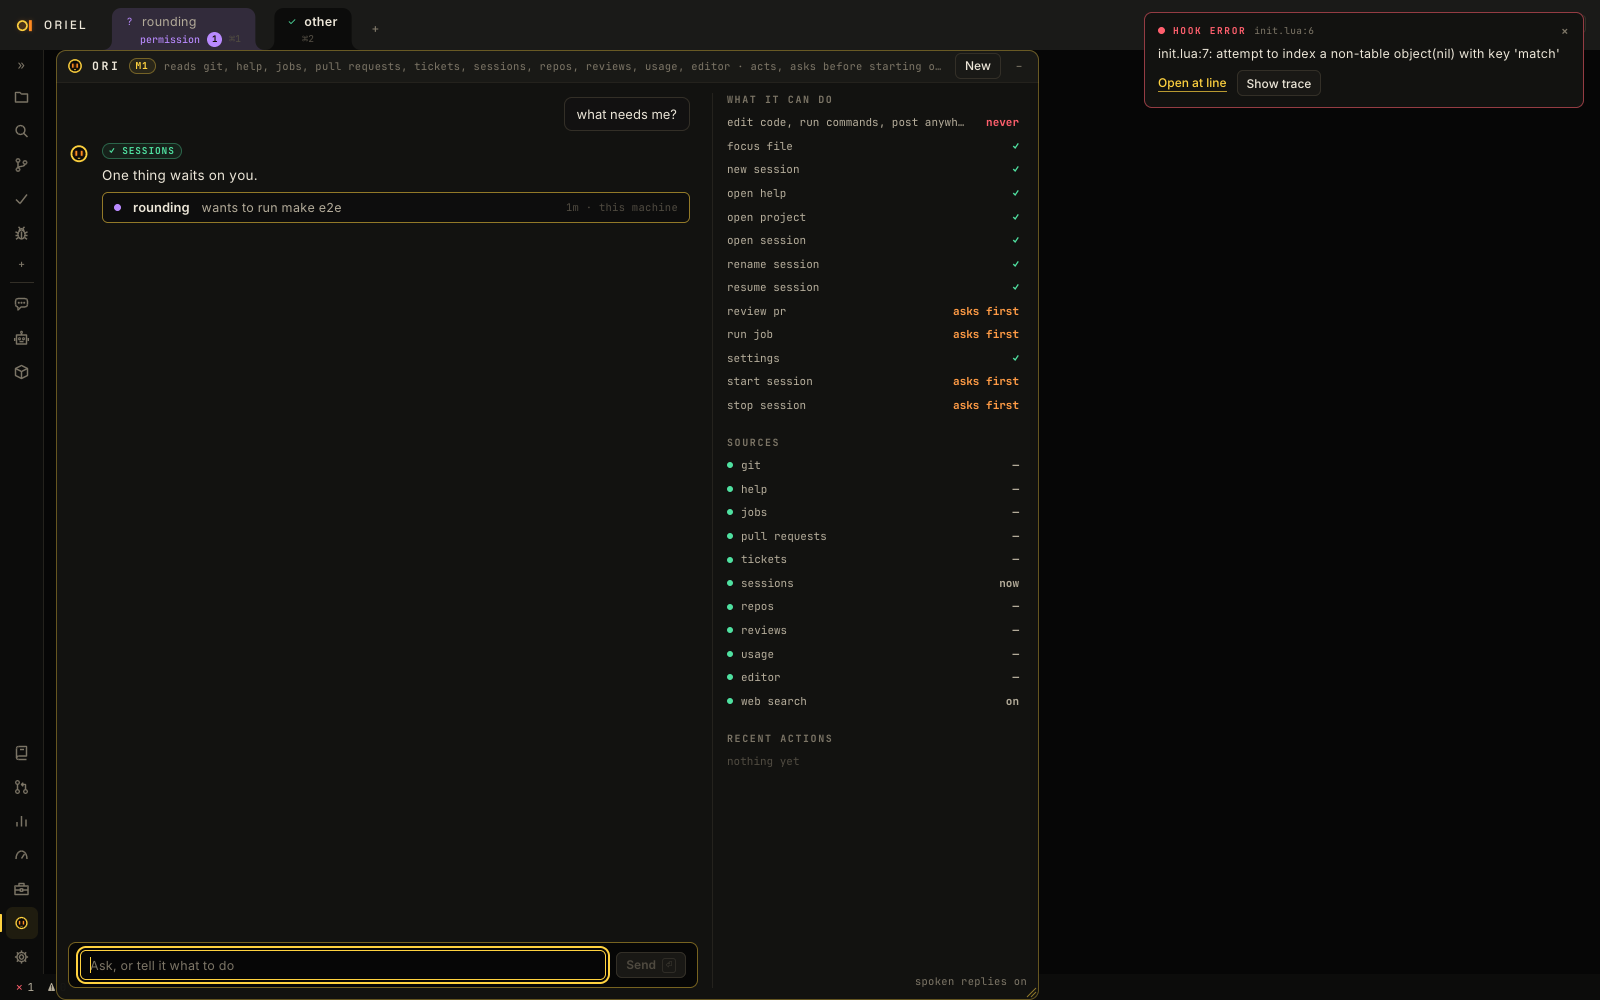 ORIEL
? rounding
permission 1 ⌘1
✓ other
⌘2
+
HOOK ERROR init.lua:6 ×
init.lua:7: attempt to index a non-table object(nil) with key 'match'
Open at line Show trace
ORI M1 reads git, help, jobs, pull requests, tickets, sessions, repos, reviews, usage, editor · acts, asks before starting o… New –
what needs me?
✓ SESSIONS
One thing waits on you.
rounding wants to run make e2e 1m · this machine
WHAT IT CAN DO
edit code, run commands, post anywh… never
focus file ✓
new session ✓
open help ✓
open project ✓
open session ✓
rename session ✓
resume session ✓
review pr asks first
run job asks first
settings ✓
start session asks first
stop session asks first
SOURCES
git –
help –
jobs –
pull requests –
tickets –
sessions now
repos –
reviews –
usage –
editor –
web search on
RECENT ACTIONS
nothing yet
Ask, or tell it what to do Send
spoken replies on
× 1